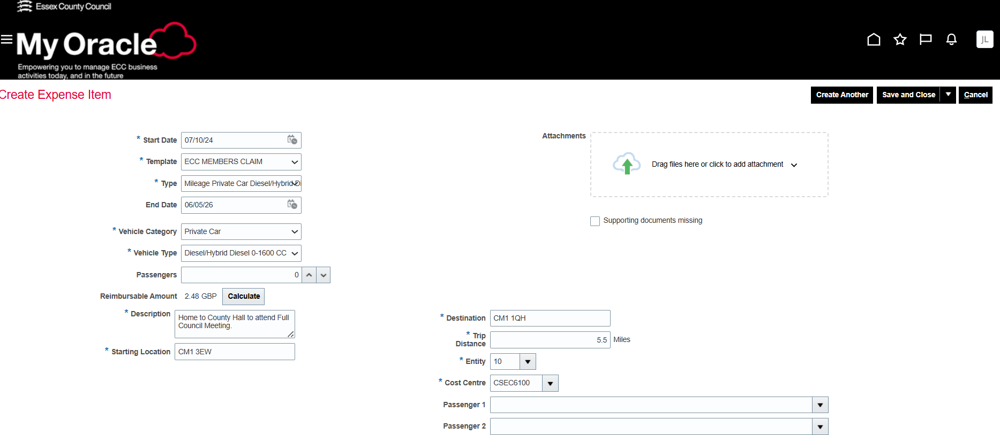 Essex County Council
My Oracle
Empowering you to manage ECC business
activities today, and in the future
JL
Create Expense Item
Create Another
Save and Close
Cancel
* Start Date 07/10/24
* Template ECC MEMBERS CLAIM
* Type Mileage Private Car Diesel/Hybrid Di
End Date 06/05/26
* Vehicle Category Private Car
* Vehicle Type Diesel/Hybrid Diesel 0-1600 CC
Passengers 0
Reimbursable Amount 2.48 GBP Calculate
* Description Home to County Hall to attend Full
Council Meeting.
* Starting Location CM1 3EW
Attachments
Drag files here or click to add attachment
Supporting documents missing
* Destination CM1 1QH
* Trip
Distance 5.5 Miles
* Entity 10
* Cost Centre CSEC6100
Passenger 1
Passenger 2